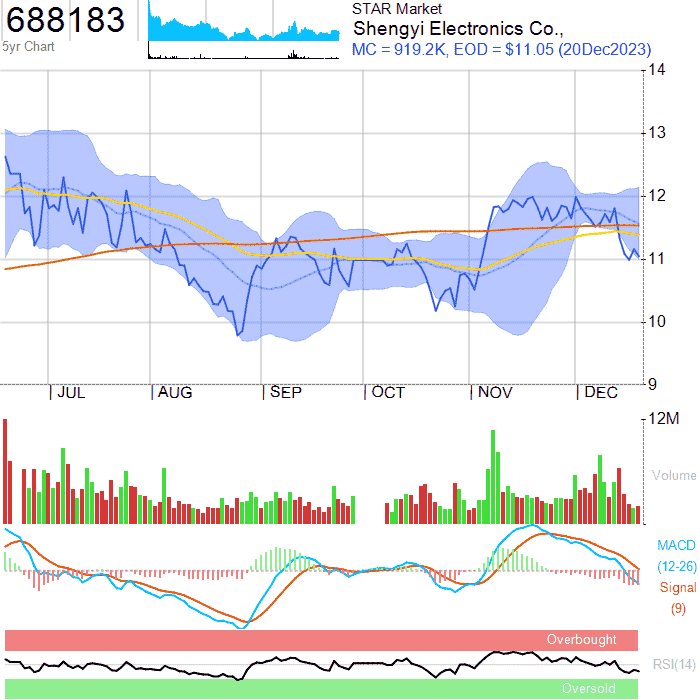 688183
5yr Chart
STAR Market
Shengyi Electronics Co.,
MC = 919.2K, EOD = $11.05 (20Dec2023)
14
13
12
11
10
9
JUL AUG SEP OCT NOV DEC
12M
Volume
MACD
(12-26)
Signal
(9)
Overbought
RSI(14)
Oversold